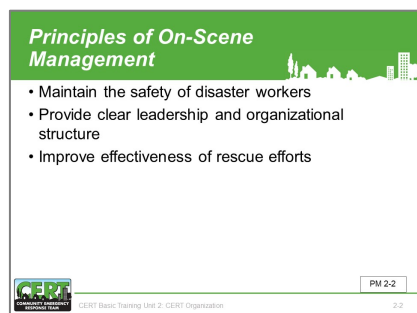 Principles of On-Scene
Management
• Maintain the safety of disaster workers
• Provide clear leadership and organizational
structure
• Improve effectiveness of rescue efforts
PM 2-2
CERT
COMMUNITY EMERGENCY
RESPONSE TEAM
CERT Basic Training Unit 2: CERT Organization
2.2